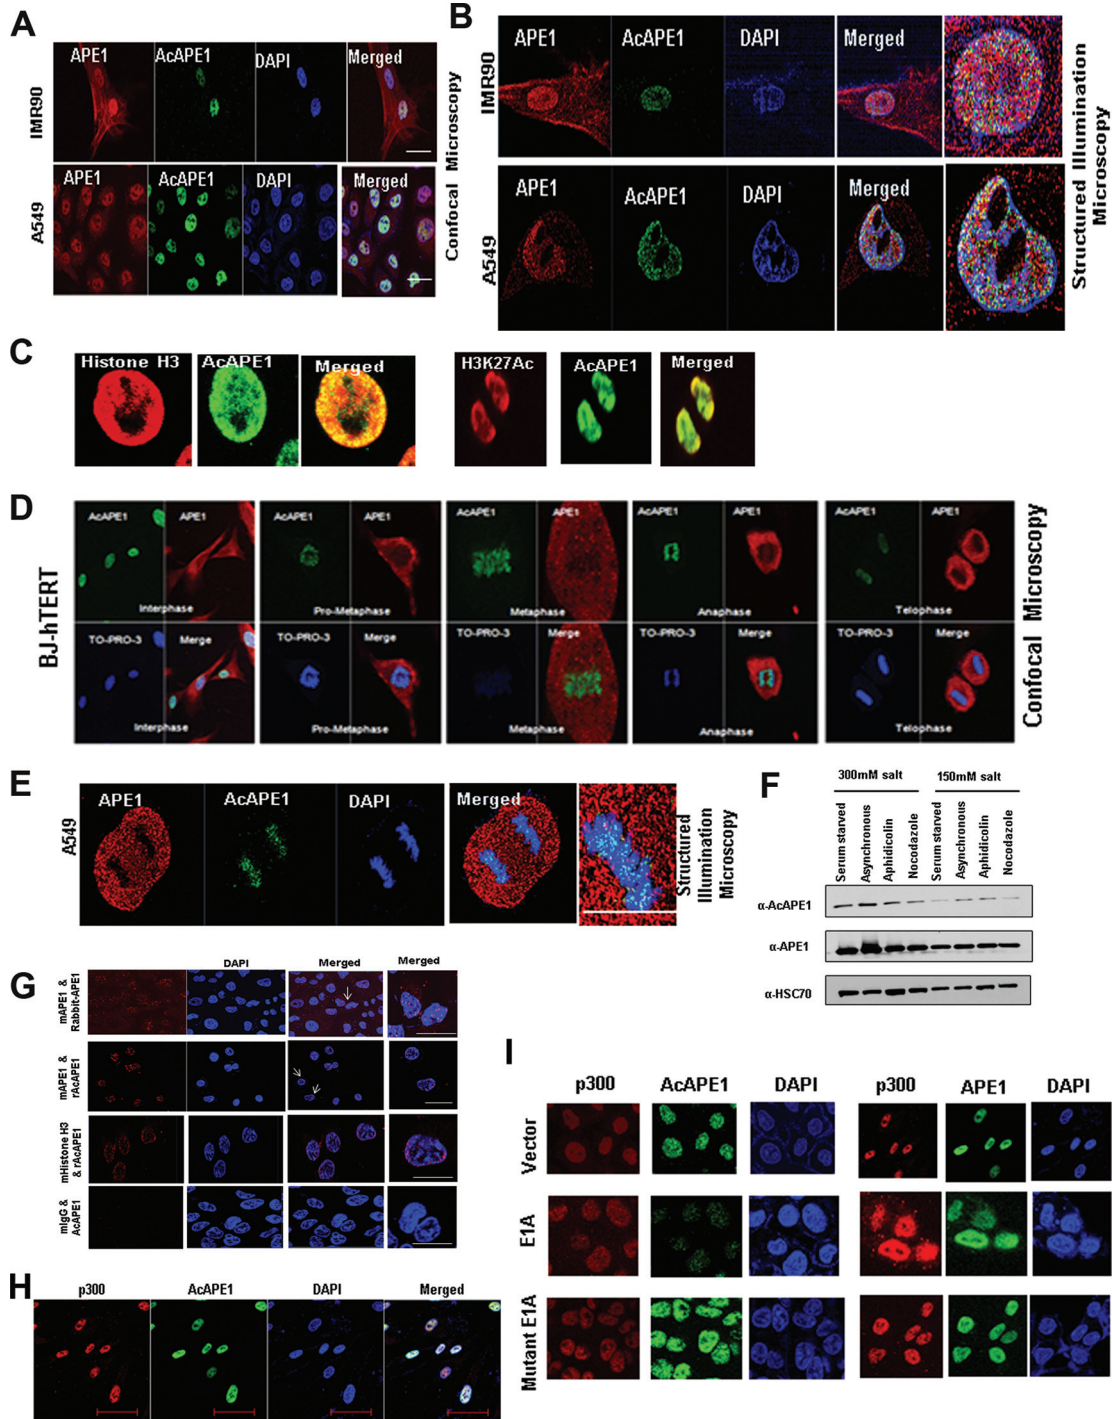 A
APE1 AcAPE1 DAPI Merged
IMR90
APE1 AcAPE1 DAPI Merged
A549
Confocal Microscopy
B
APE1 AcAPE1 DAPI Merged
IMR90
APE1 AcAPE1 DAPI Merged
A549
Structured Illumination
Microscopy
C
Histone H3 AcAPE1 Merged
H3K27Ac AcAPE1 Merged
D
BJ-hTERT
AcAPE1 APE1 AcAPE1 APE1 AcAPE1 APE1 AcAPE1 APE1 AcAPE1 APE1
Interphase Pro-Metaphase Metaphase Anaphase Telophase
TO-PRO-3 Merge TO-PRO-3 Merge TO-PRO-3 Merge TO-PRO-3 Merge TO-PRO-3 Merge
Interphase Pro-Metaphase Metaphase Anaphase Telophase
Confocal Microscopy
E
APE1 AcAPE1 DAPI Merged
A549
Structured
Illumination
Microscopy
F
300mM salt 150mM salt
Serum starved
Asynchronous
Aphidicolin
Nocodazole
Serum starved
Asynchronous
Aphidicolin
Nocodazole
α-AcAPE1
α-APE1
α-HSC70
G
DAPI Merged Merged
mAPE1 &
Rabbit-APE1
mAPE1 &
rAcAPE1
mHistone H3
& rAcAPE1
mIgG &
AcAPE1
H
p300 AcAPE1 DAPI Merged
I
p300 AcAPE1 DAPI p300 APE1 DAPI
Vector
E1A
Mutant E1A